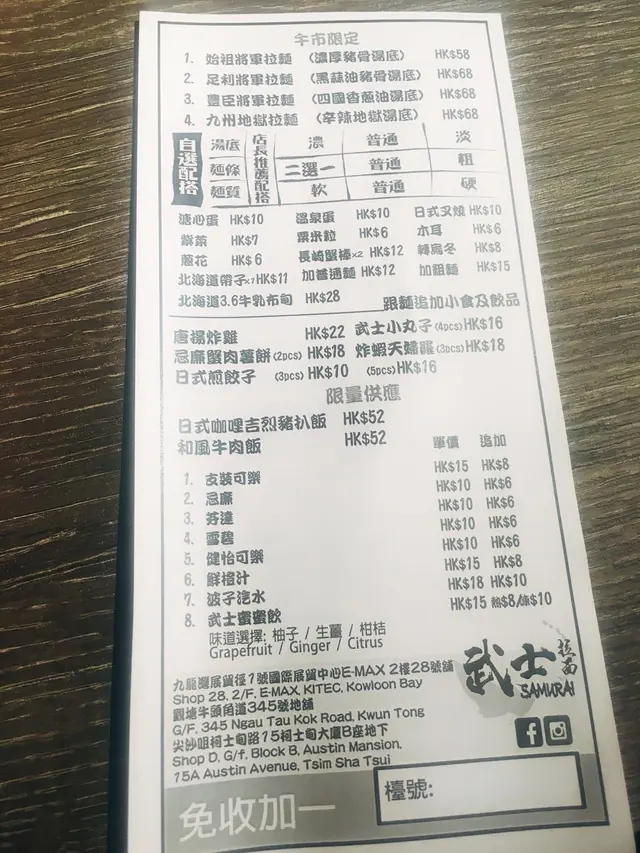 午市限定
1. 始祖將軍拉麵 (濃厚豬骨湯底) HK$58
2. 足利將軍拉麵 (黑蒜油豬骨湯底) HK$68
3. 豐臣將軍拉麵 (四國香蔥油湯底) HK$68
4. 九州地獄拉麵 (辛辣地獄湯底) HK$68
自選配搭 店長推薦配搭
湯底 濃 普通 淡
麵條 二選一 普通 粗
麵質 軟 普通 硬
溏心蛋 HK$10 溫泉蛋 HK$10 日式叉燒 HK$10
紫菜 HK$7 粟米粒 HK$6 木耳 HK$6
蔥花 HK$6 長崎蟹棒x2 HK$12 轉烏冬 HK$8
北海道帶子x1 HK$11 加普通麵 HK$12 加粗麵 HK$15
北海道3.6牛乳布甸 HK$28
跟麵追加小食及飲品
唐揚炸雞 HK$22 武士小丸子 (4pcs) HK$16
忌廉蟹肉薯餅 (2pcs) HK$18 炸蝦天婦羅 (3pcs) HK$18
日式煎餃子 (3pcs) HK$10 (5pcs) HK$16
限量供應
日式咖哩吉烈豬扒飯 HK$52
和風牛肉飯 HK$52
單價 追加
1. 支裝可樂 HK$15 HK$8
2. 忌廉 HK$10 HK$6
3. 芬達 HK$10 HK$6
4. 雪碧 HK$10 HK$6
5. 健怡可樂 HK$10 HK$6
6. 鮮橙汁 HK$15 HK$8
7. 波子汽水 HK$18 HK$10
8. 武士蜜蜜飲 HK$15 熱$8/凍$10
味道選擇: 柚子 / 生薑 / 柑桔
Grapefruit / Ginger / Citrus
武士 拉面
SAMURAI
九龍灣展貿徑1號國際展貿中心E-MAX 2樓28號舖
Shop 28, 2/F, E-MAX, KITEC, Kowloon Bay
觀塘牛頭角道345號地舖
G/F, 345 Ngau Tau Kok Road, Kwun Tong
尖沙咀柯士甸路15柯士甸大廈B座地下
Shop D, G/f, Block B, Austin Mansion,
15A Austin Avenue, Tsim Sha Tsui
免收加一
檯號: